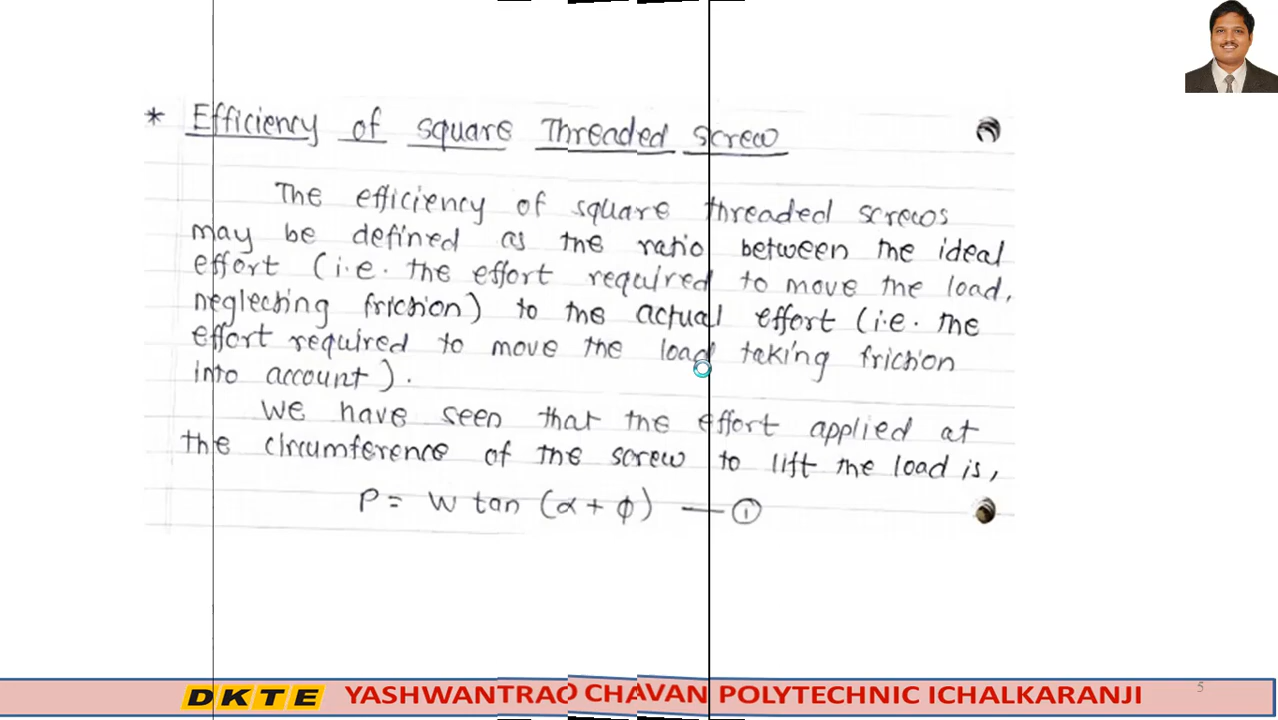 * Efficiency of square Threaded screw
The efficiency of square threaded screws
may be defined as the ratio between the ideal
effort (i.e. the effort required to move the load,
neglecting friction) to the actual effort (i.e. the
effort required to move the load taking friction
into account).
We have seen that the effort applied at
the circumference of the screw to lift the load is,
P = W tan (α + φ) — ①
DKTE YASHWANTRAO CHAVAN POLYTECHNIC ICHALKARANJI 5